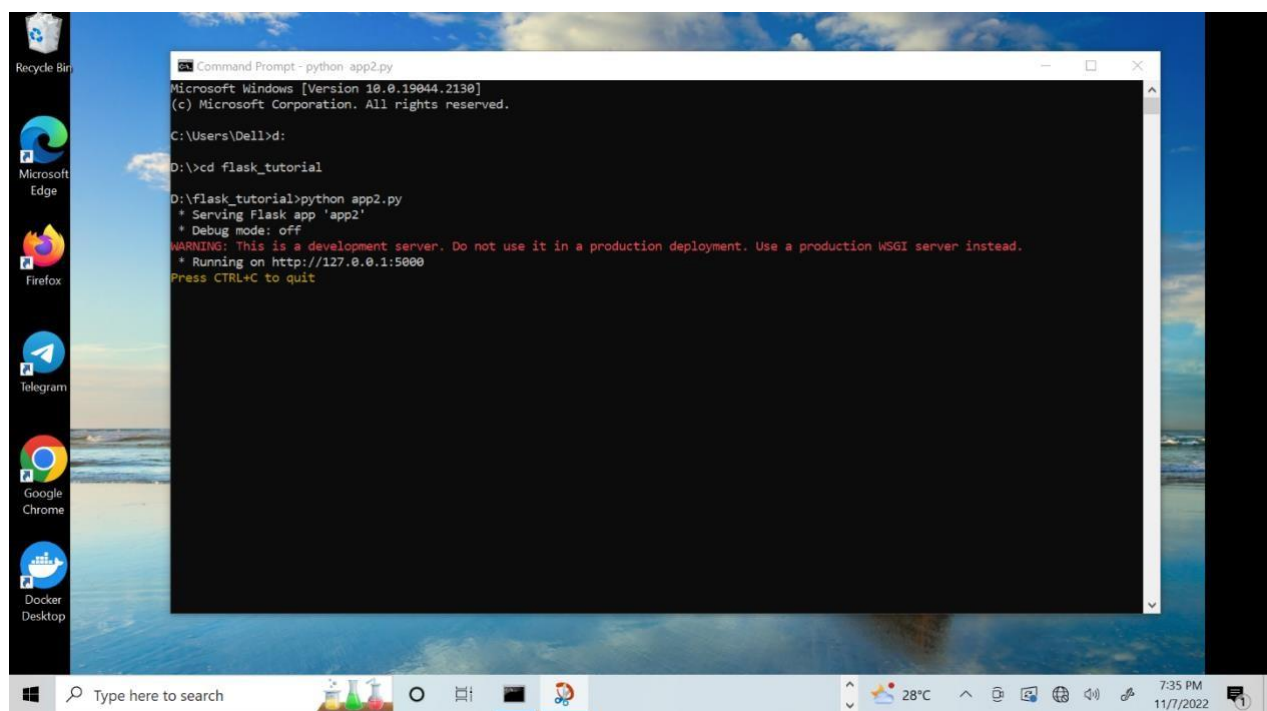 Recycle Bin
Microsoft
Edge
Firefox
Telegram
Google
Chrome
Docker
Desktop
Command Prompt - python app2.py
Microsoft Windows [Version 10.0.19044.2130]
(c) Microsoft Corporation. All rights reserved.
C:\Users\Dell>d:
D:\>cd flask_tutorial
D:\flask_tutorial>python app2.py
* Serving Flask app 'app2'
* Debug mode: off
WARNING: This is a development server. Do not use it in a production deployment. Use a production WSGI server instead.
* Running on http://127.0.0.1:5000
Press CTRL+C to quit
Type here to search
28°C
7:35 PM
11/7/2022
1